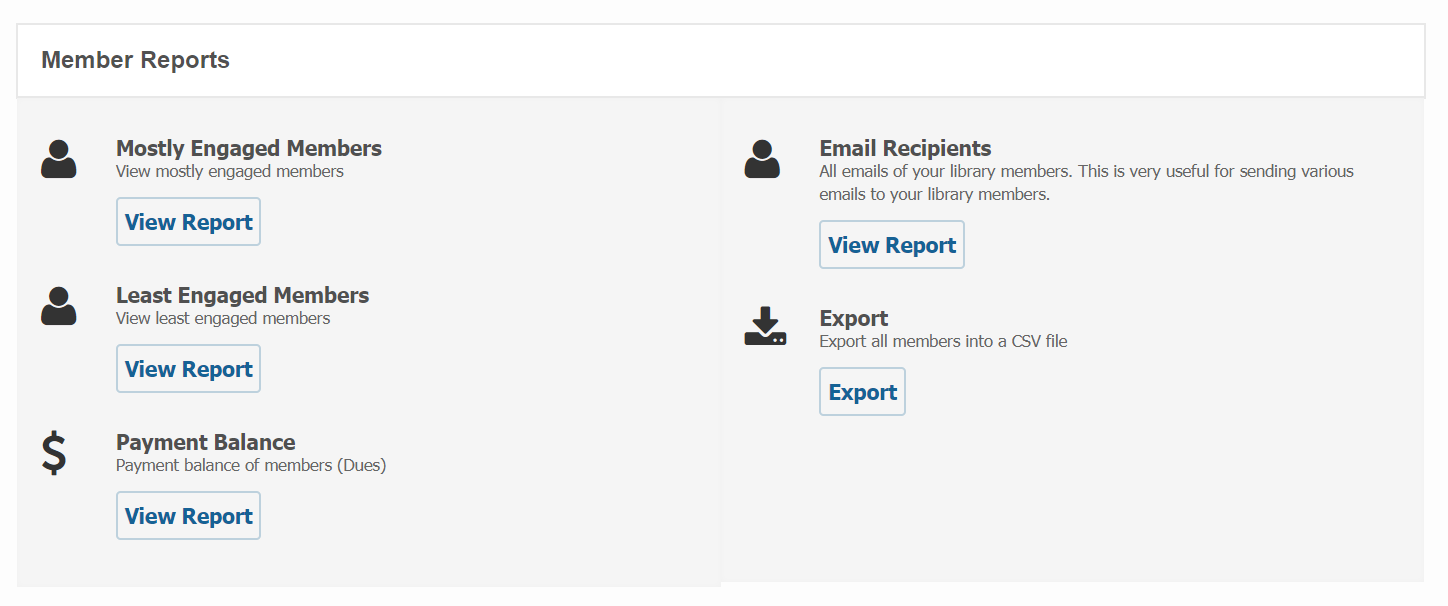 Member Reports
Mostly Engaged Members
View mostly engaged members
View Report
Least Engaged Members
View least engaged members
View Report
Payment Balance
Payment balance of members (Dues)
View Report
Email Recipients
All emails of your library members. This is very useful for sending various
emails to your library members.
View Report
Export
Export all members into a CSV file
Export